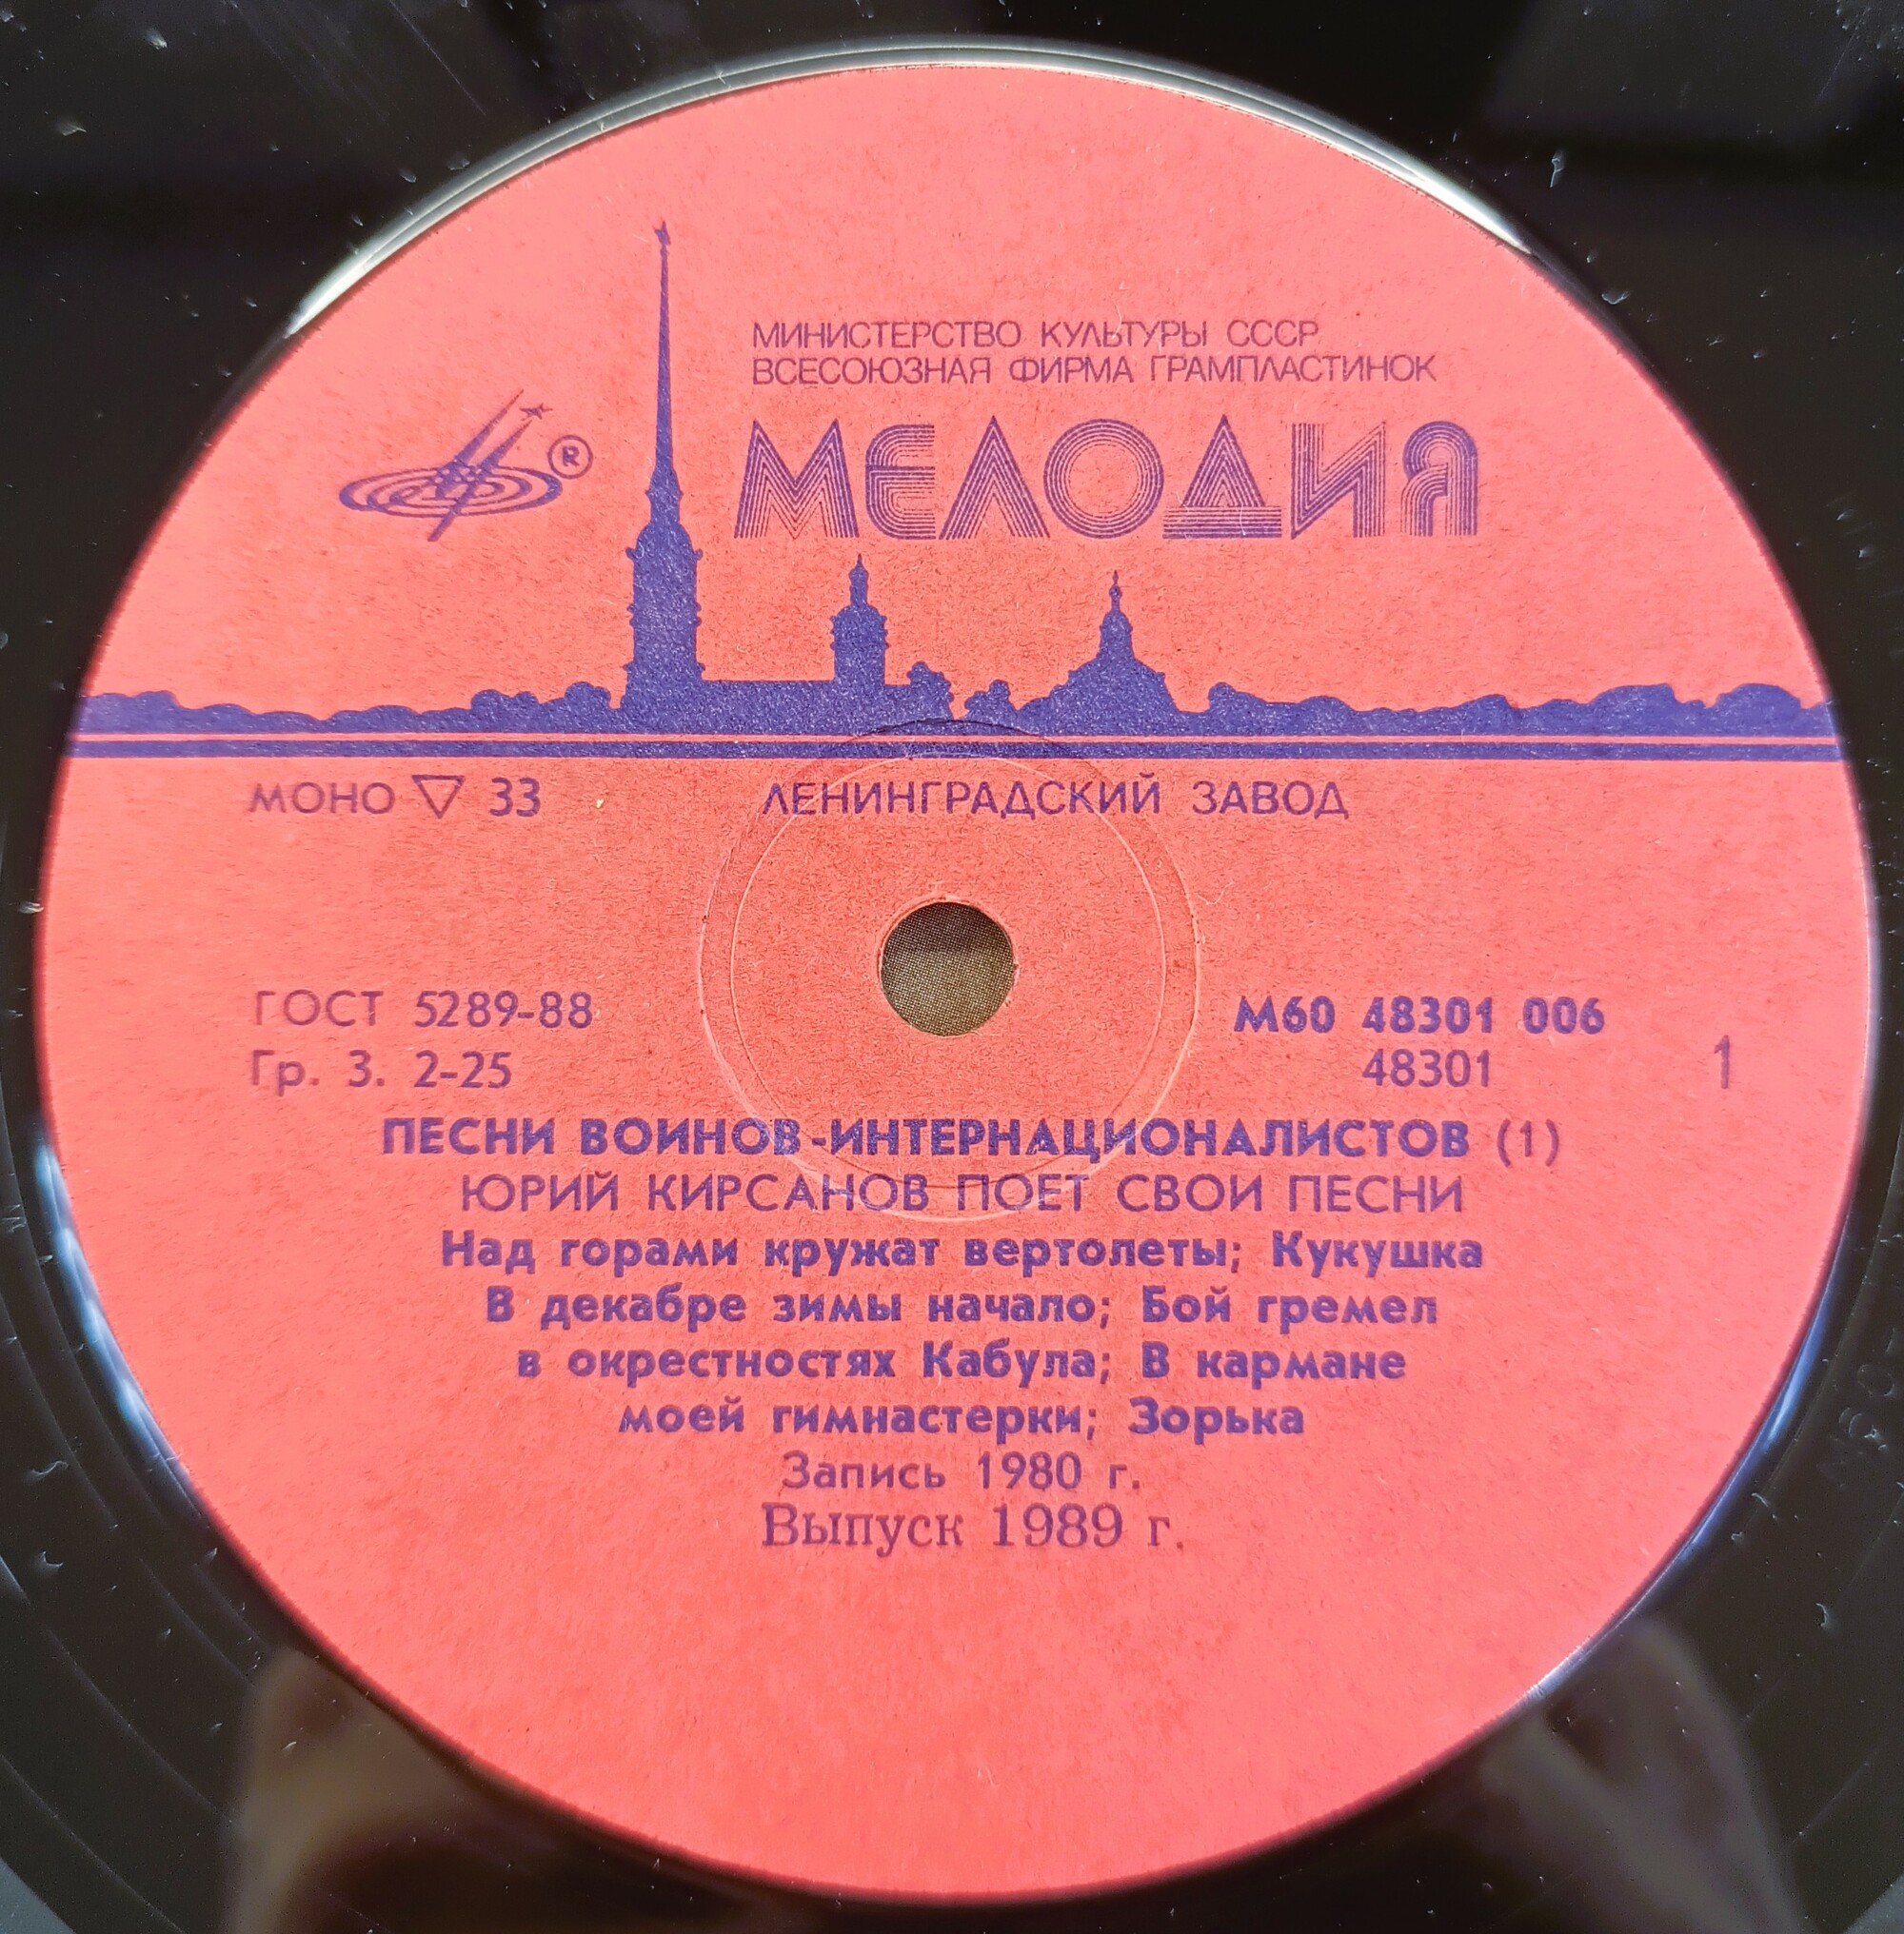 МИНИСТЕРСТВО КУЛЬТУРЫ СССР
ВСЕСОЮЗНАЯ ФИРМА ГРАМПЛАСТИНОК
®
МЕЛОДИЯ
МОНО ▽ 33
ЛЕНИНГРАДСКИЙ ЗАВОД
ГОСТ 5289-88
Гр. 3. 2-25
М60 48301 006
48301
1
ПЕСНИ ВОИНОВ-ИНТЕРНАЦИОНАЛИСТОВ (1)
ЮРИЙ КИРСАНОВ ПОЕТ СВОИ ПЕСНИ
Над горами кружат вертолеты; Кукушка
В декабре зимы начало; Бой гремел
в окрестностях Кабула; В кармане
моей гимнастерки; Зорька
Запись 1980 г.
Выпуск 1989 г.